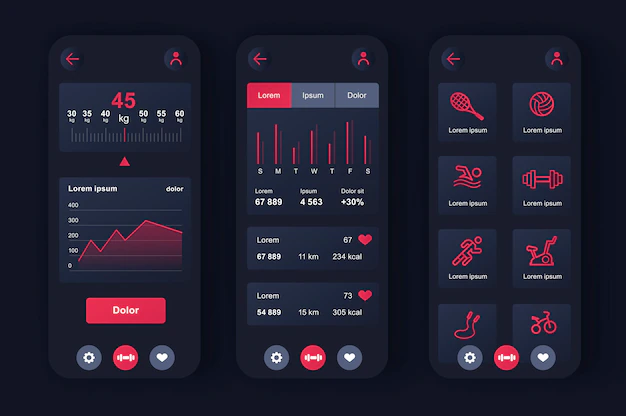 45
30 35 40 kg 50 55 60
kg kg kg kg kg kg
Lorem ipsum dolor
400
300
200
100
60
Dolor
Lorem Ipsum Dolor
S M T W T F S
Lorem Ipsum Dolor sit
67 889 4 563 +30%
Lorem 67
67 889 11 km 234 kcal
Lorem 73
54 889 15 km 305 kcal
Lorem ipsum Lorem ipsum
Lorem ipsum Lorem ipsum
Lorem ipsum Lorem ipsum